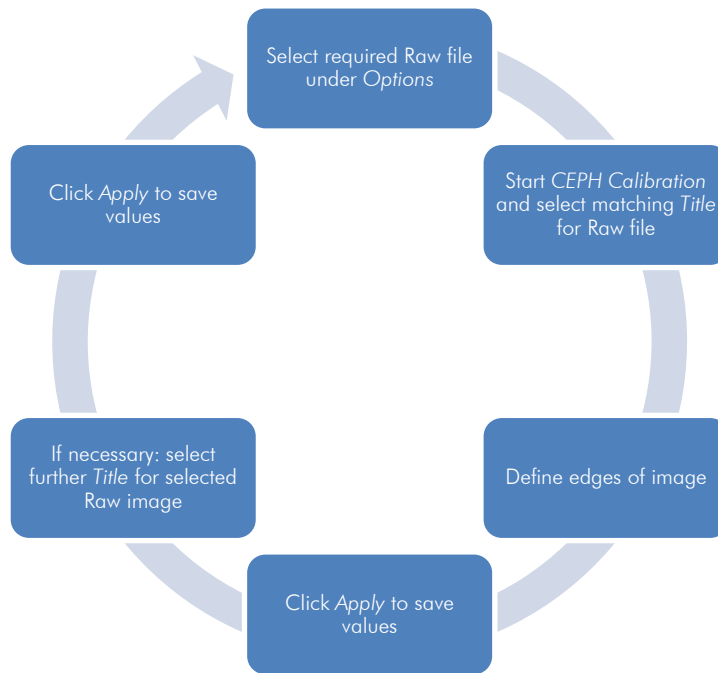 Select required Raw file
under Options
Start CEPH Calibration
and select matching Title
for Raw file
Define edges of image
Click Apply to save
values
If necessary: select
further Title for selected
Raw image
Click Apply to save
values